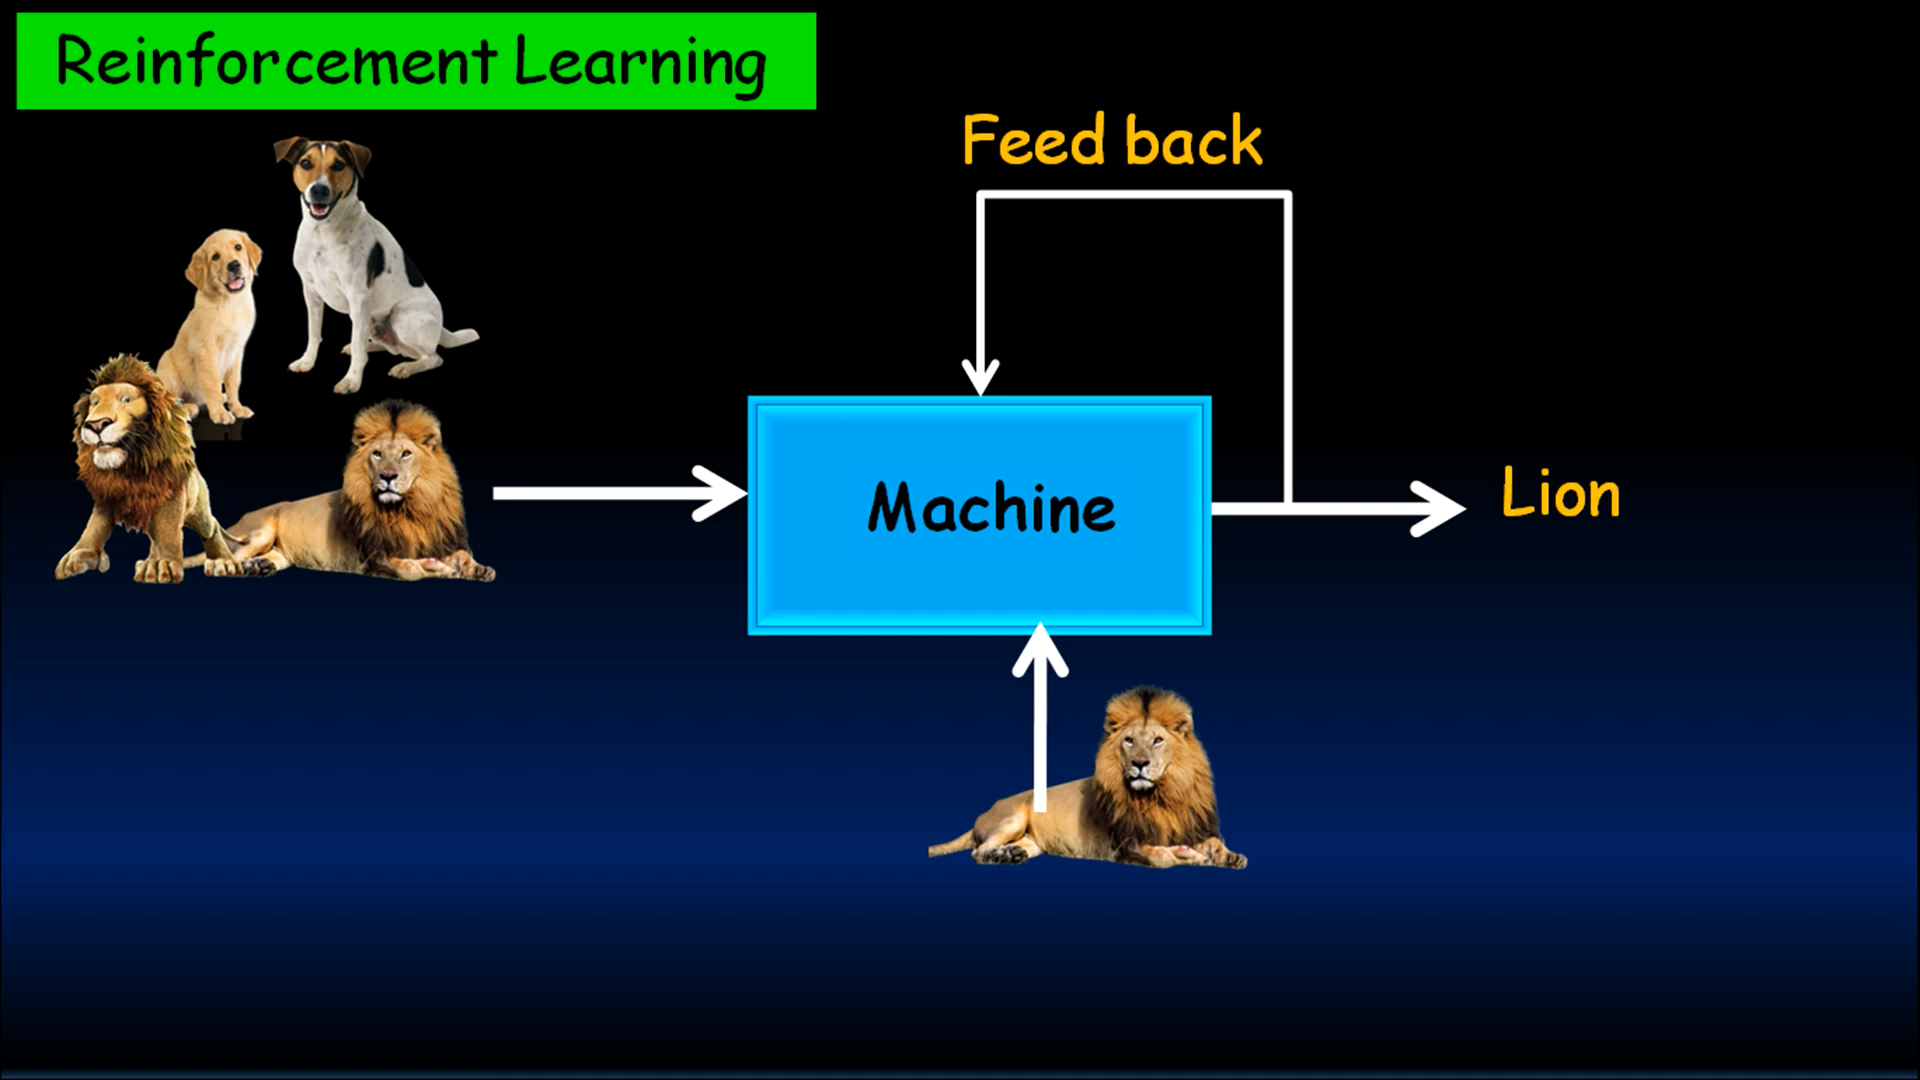 Reinforcement Learning
Feed back
Machine
Lion